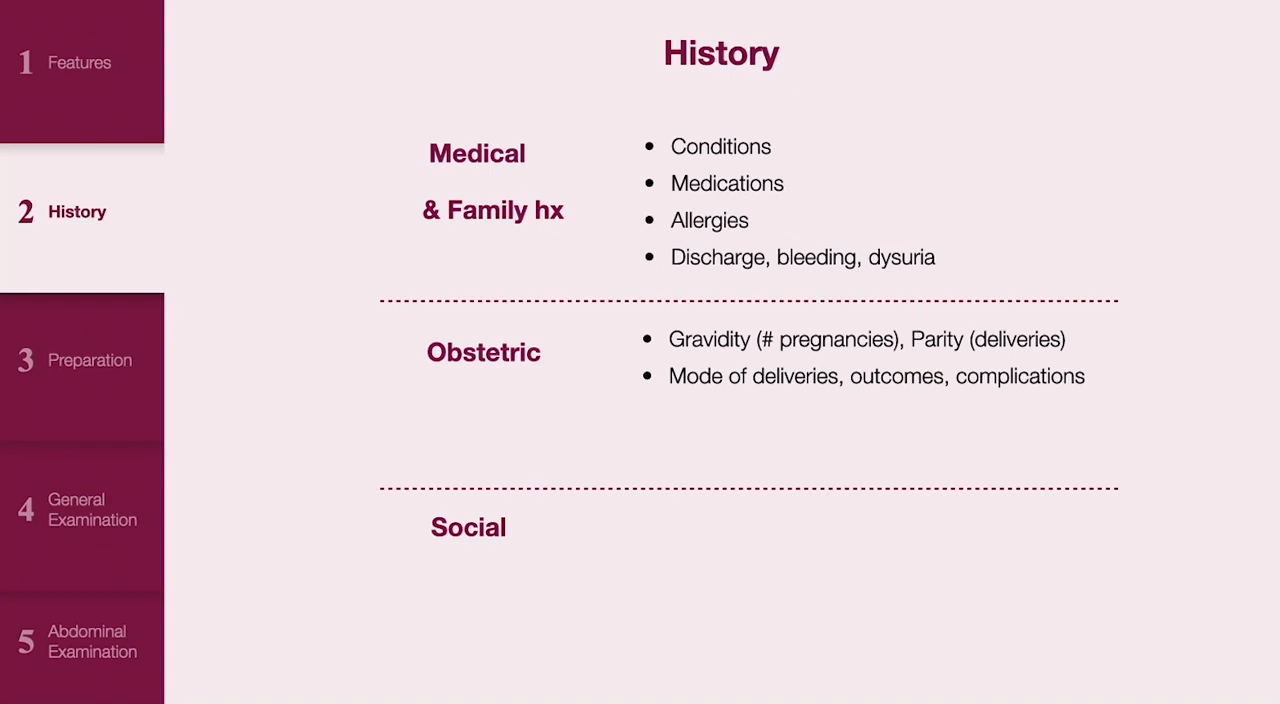 1 Features
2 History
3 Preparation
4 General
Examination
5 Abdominal
Examination
History
Medical
& Family hx
• Conditions
• Medications
• Allergies
• Discharge, bleeding, dysuria
Obstetric
• Gravidity (# pregnancies), Parity (deliveries)
• Mode of deliveries, outcomes, complications
Social